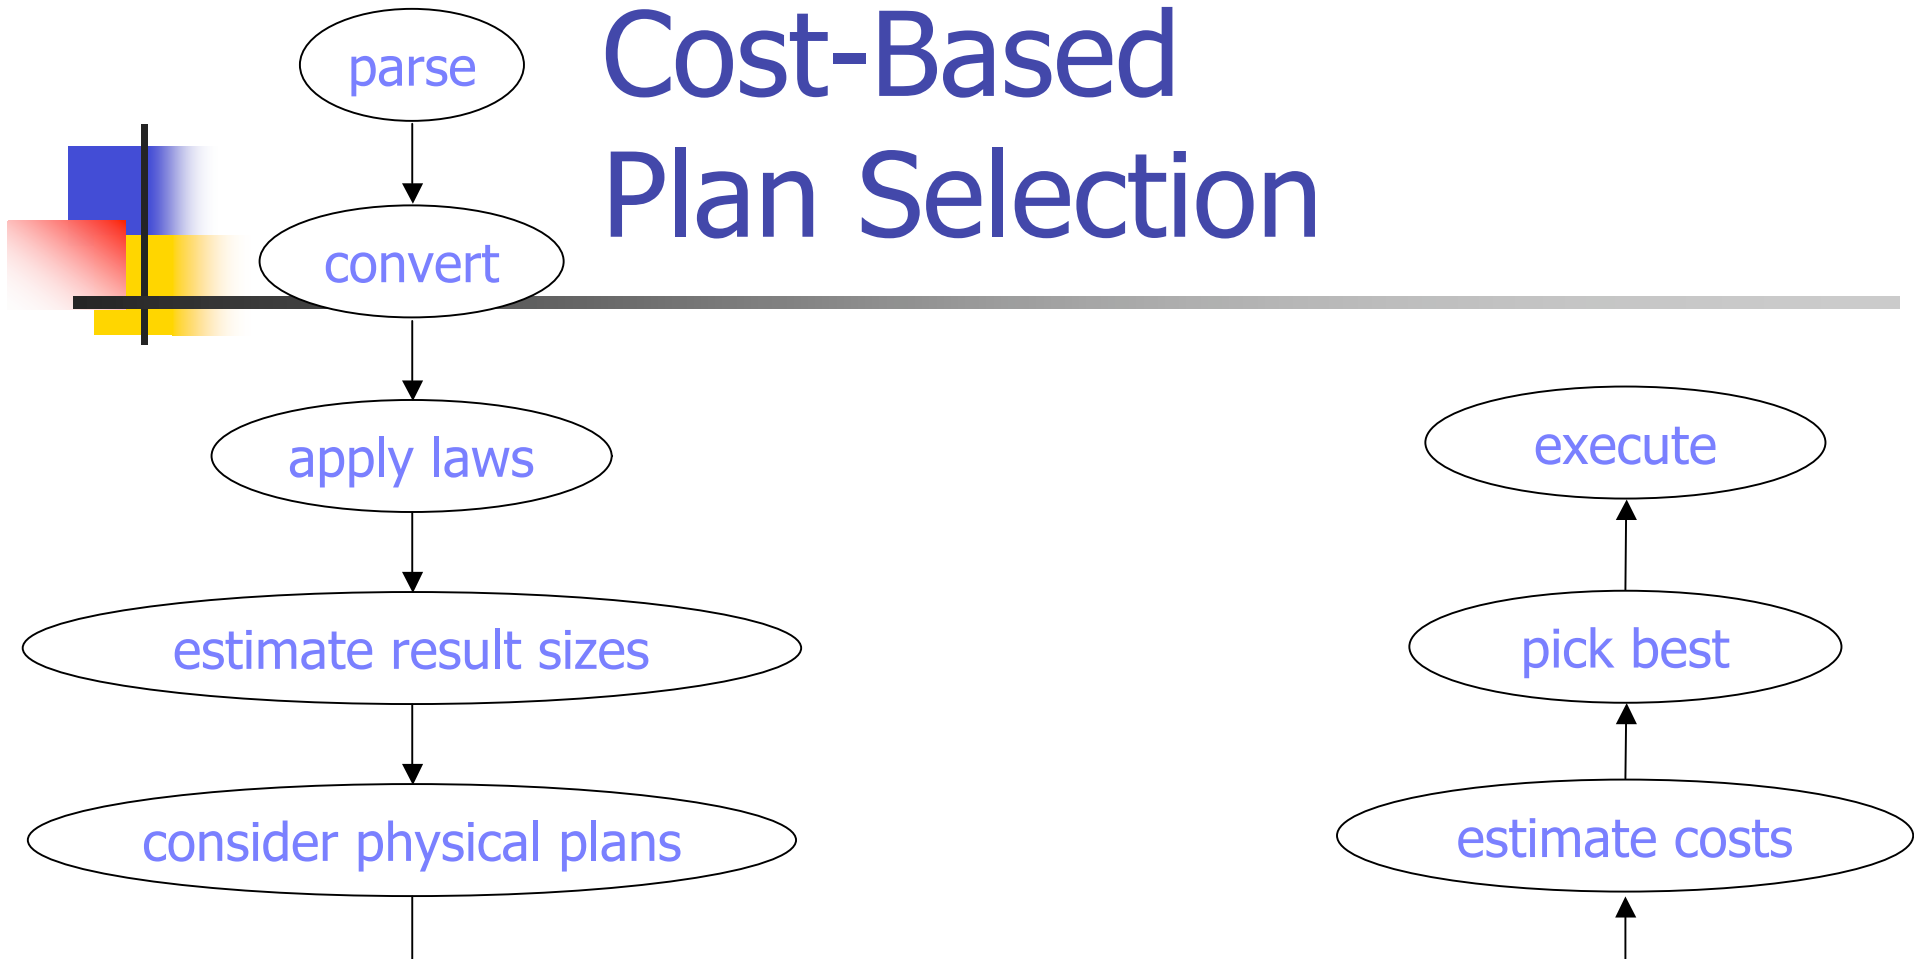 Cost-Based
Plan Selection
parse
convert
apply laws
estimate result sizes
consider physical plans
execute
pick best
estimate costs